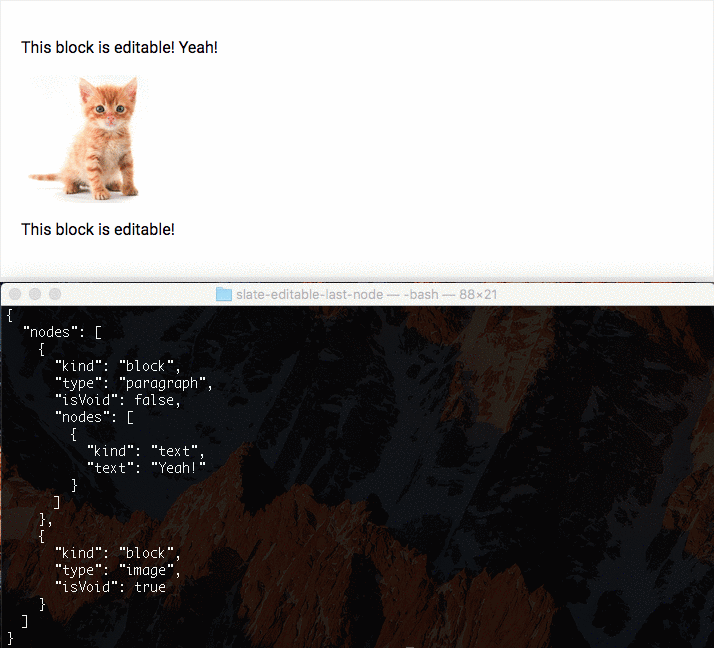 This block is editable! Yeah!
This block is editable!
slate-editable-last-node — -bash — 88×21
{
  "nodes": [
    {
      "kind": "block",
      "type": "paragraph",
      "isVoid": false,
      "nodes": [
        {
          "kind": "text",
          "text": "Yeah!"
        }
      ]
    },
    {
      "kind": "block",
      "type": "image",
      "isVoid": true
    }
  ]
}